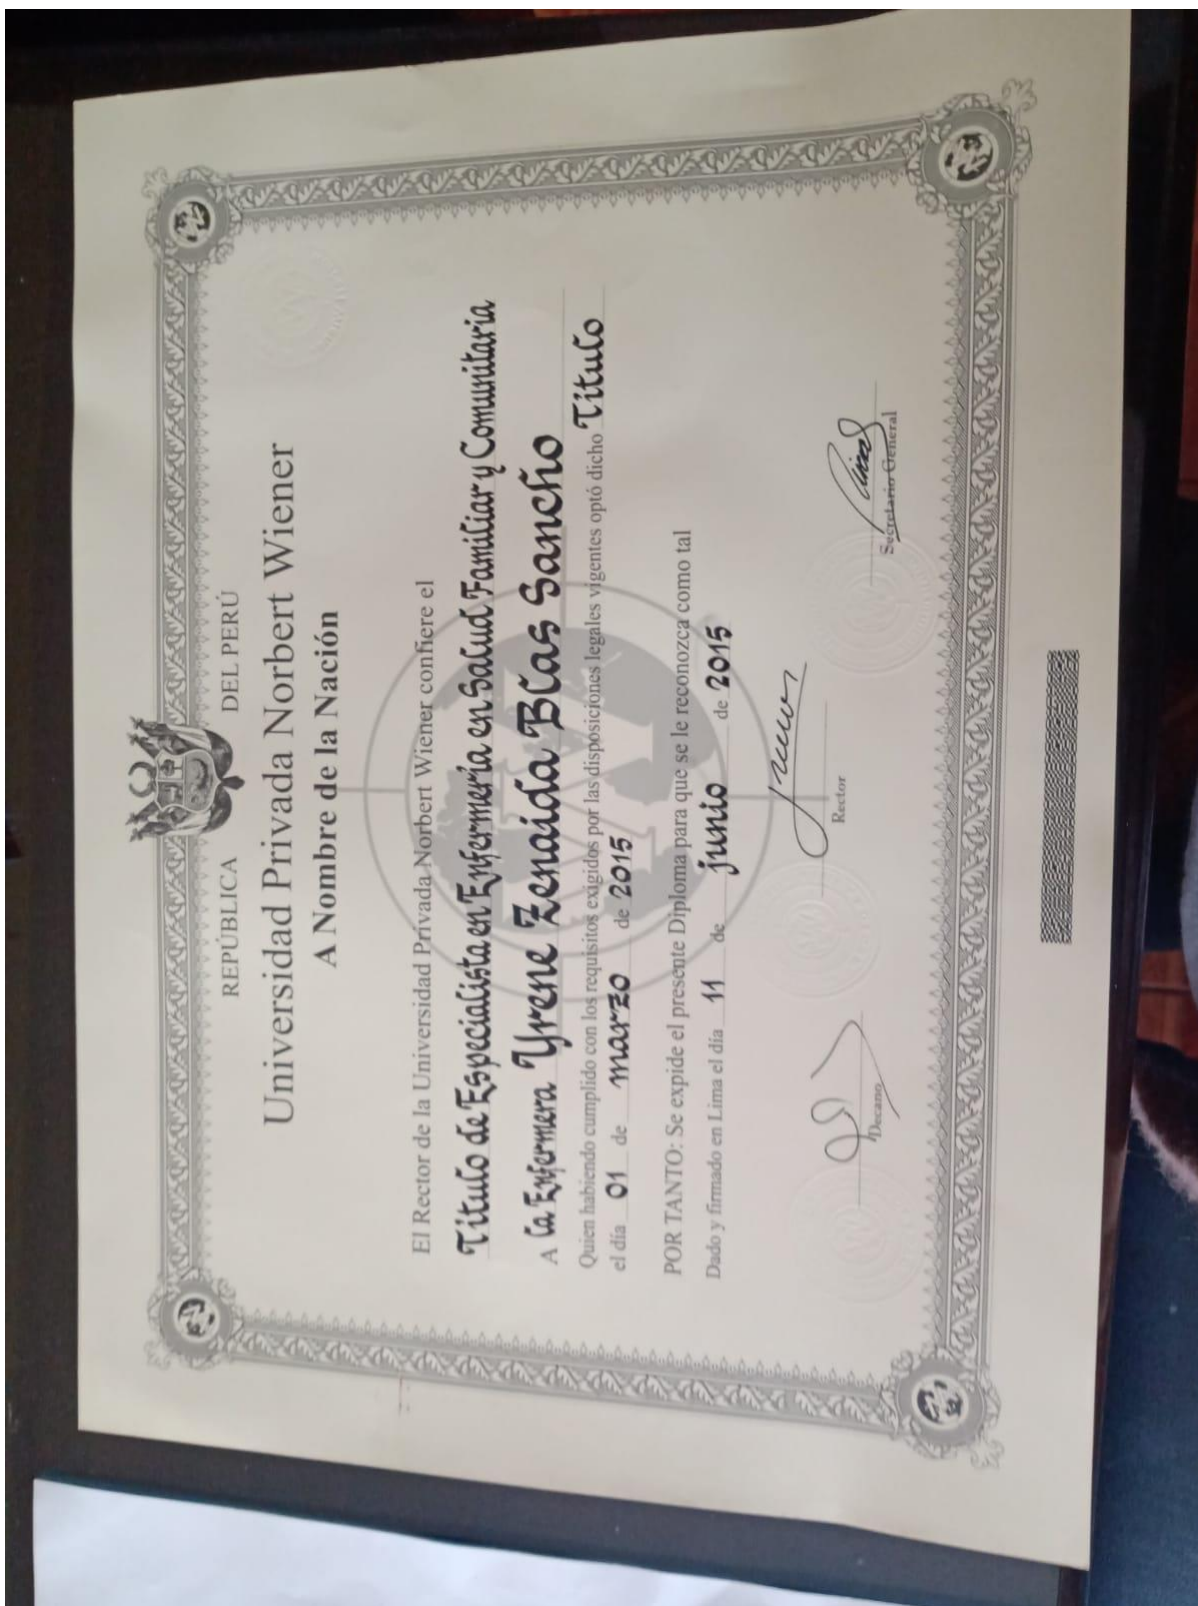 REPÚBLICA DEL PERÚ
Universidad Privada Norbert Wiener
A Nombre de la Nación
El Rector de la Universidad Privada Norbert Wiener confiere el
Título de Especialista en Enfermería en Salud Familiar y Comunitaria
A la Enfermera Yrene Zenaida Blas Sancho
Quien habiendo cumplido con los requisitos exigidos por las disposiciones legales vigentes optó dicho Título
el día 01 de marzo de 2015
POR TANTO: Se expide el presente Diploma para que se le reconozca como tal
Dado y firmado en Lima el día 11 de junio de 2015
Decano
Rector
Secretario General